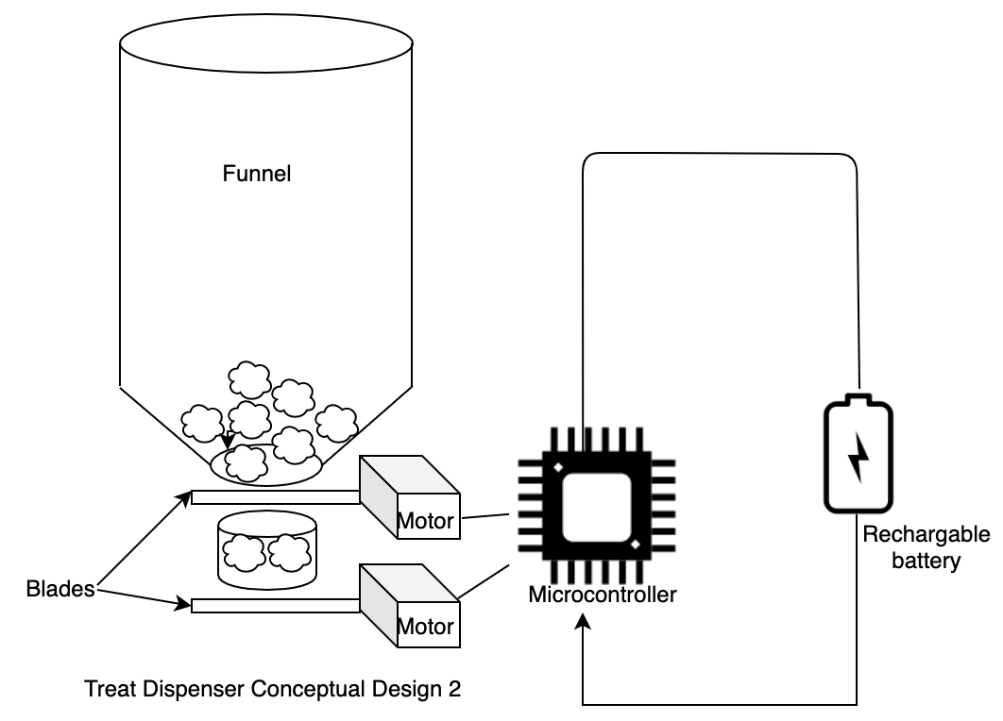 Funnel
Motor
Rechargable
battery
Blades
Microcontroller
Motor
Treat Dispenser Conceptual Design 2